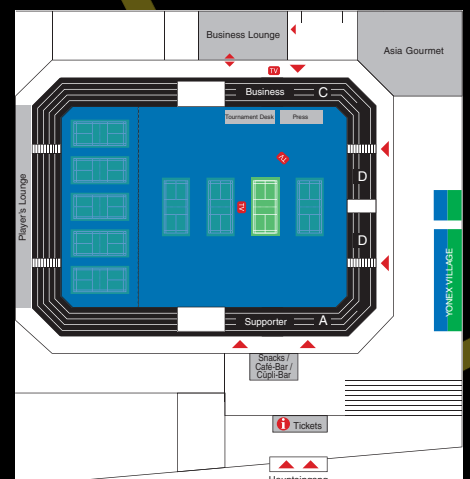 Business Lounge
Asia Gourmet
TV
Business
C
Tournament Desk
Press
TV
Player's Lounge
D
TV
D
YONEX VILLAGE
Supporter
A
Snacks /
Café-Bar /
Cüpli-Bar
i Tickets